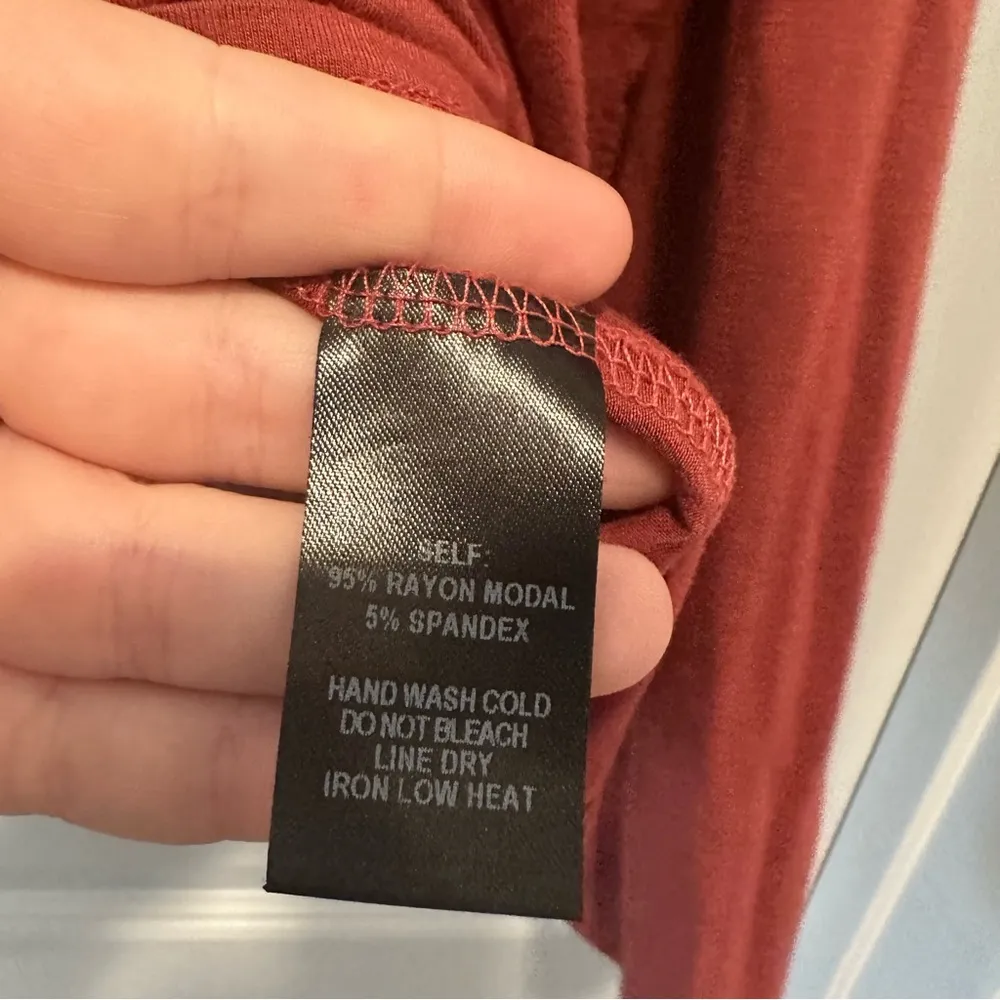 SELF:
95% RAYON MODAL
5% SPANDEX
HAND WASH COLD
DO NOT BLEACH
LINE DRY
IRON LOW HEAT